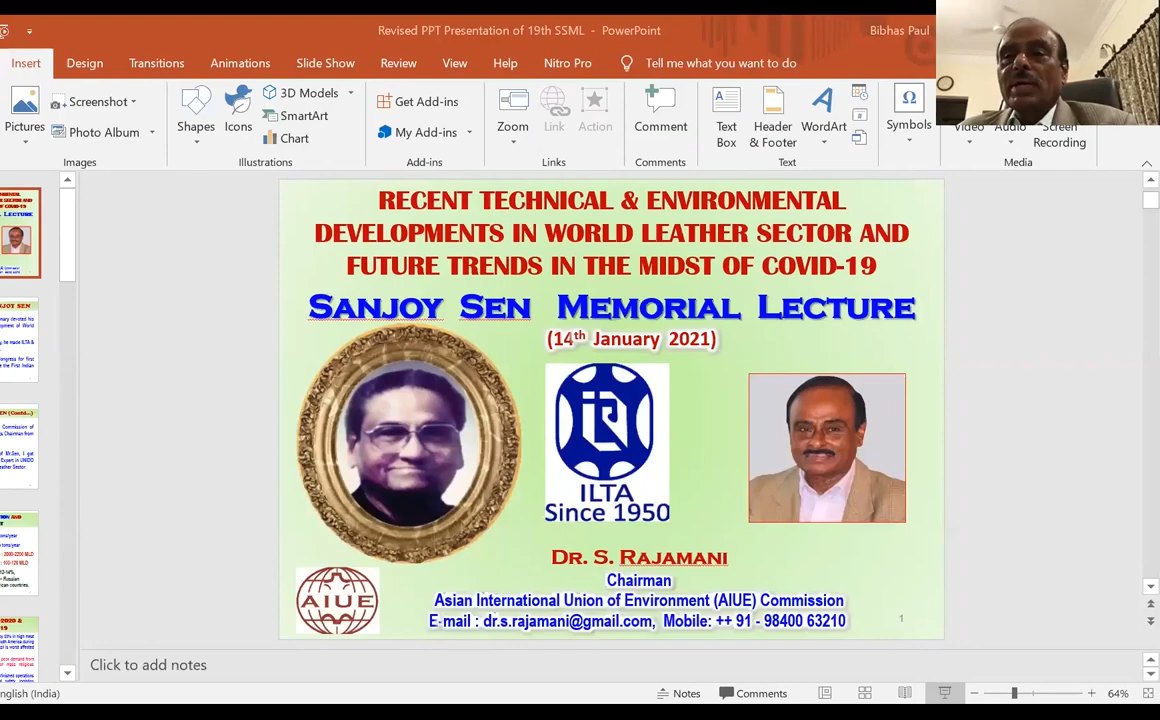 Revised PPT Presentation of 19th SSML - PowerPoint
Bibhas Paul
Insert
Design
Transitions
Animations
Slide Show
Review
View
Help
Nitro Pro
Tell me what you want to do
Pictures
Screenshot
Photo Album
Images
Shapes
Icons
3D Models
SmartArt
Chart
Illustrations
Get Add-ins
My Add-ins
Add-ins
Zoom
Link
Action
Links
Comment
Comments
Text
Box
Header
& Footer
WordArt
Text
Ω
Symbols
Video
Audio
Screen
Recording
Media
RECENT TECHNICAL & ENVIRONMENTAL
DEVELOPMENTS IN WORLD LEATHER SECTOR AND
FUTURE TRENDS IN THE MIDST OF COVID-19
SANJOY SEN MEMORIAL LECTURE
(14th January 2021)
ILTA
Since 1950
DR. S. RAJAMANI
Chairman
Asian International Union of Environment (AIUE) Commission
E-mail : dr.s.rajamani@gmail.com, Mobile: ++ 91 - 98400 63210
AIUE
1
Click to add notes
nglish (India)
Notes
Comments
64%